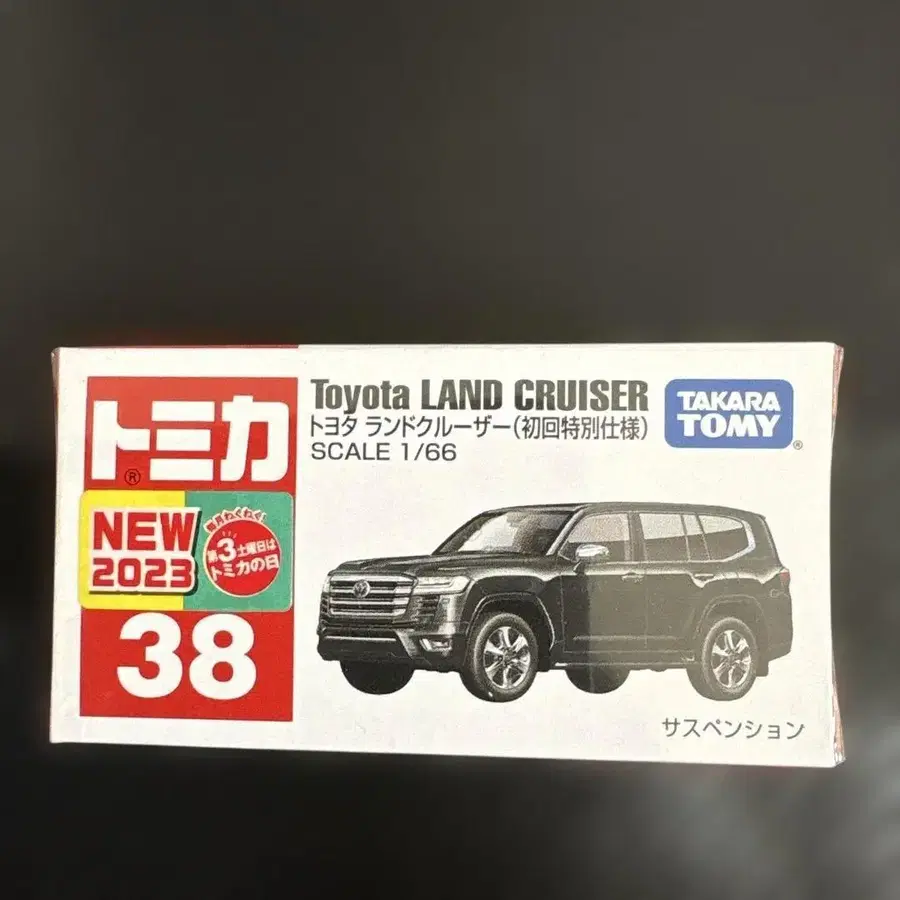 トミカ
®
NEW
2023
毎月わくわく!
第3土曜日は
トミカの日
38
Toyota LAND CRUISER
トヨタ ランドクルーザー(初回特別仕様)
SCALE 1/66
TAKARA
TOMY
®
サスペンション